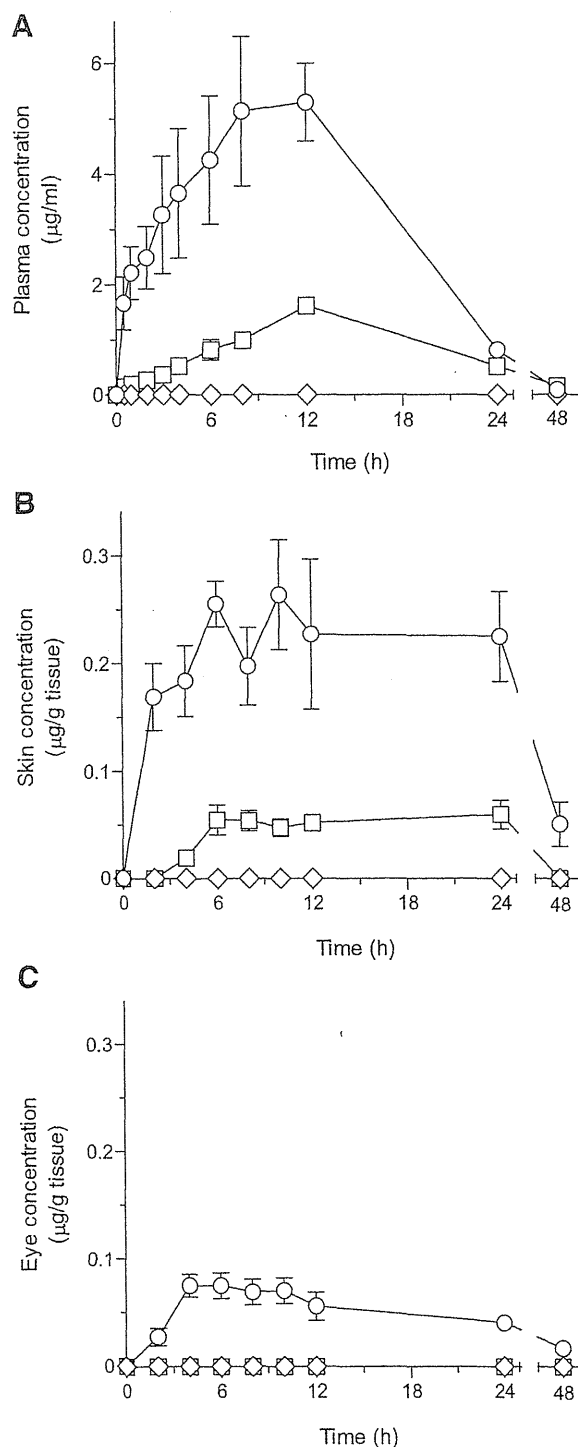 A
Plasma concentration
(µg/ml)
6
4
2
0
0 6 12 18 24 48
Time (h)
B
Skin concentration
(µg/g tissue)
0.3
0.2
0.1
0
0 6 12 18 24 48
Time (h)
C
Eye concentration
(µg/g tissue)
0.3
0.2
0.1
0
0 6 12 18 24 48
Time (h)